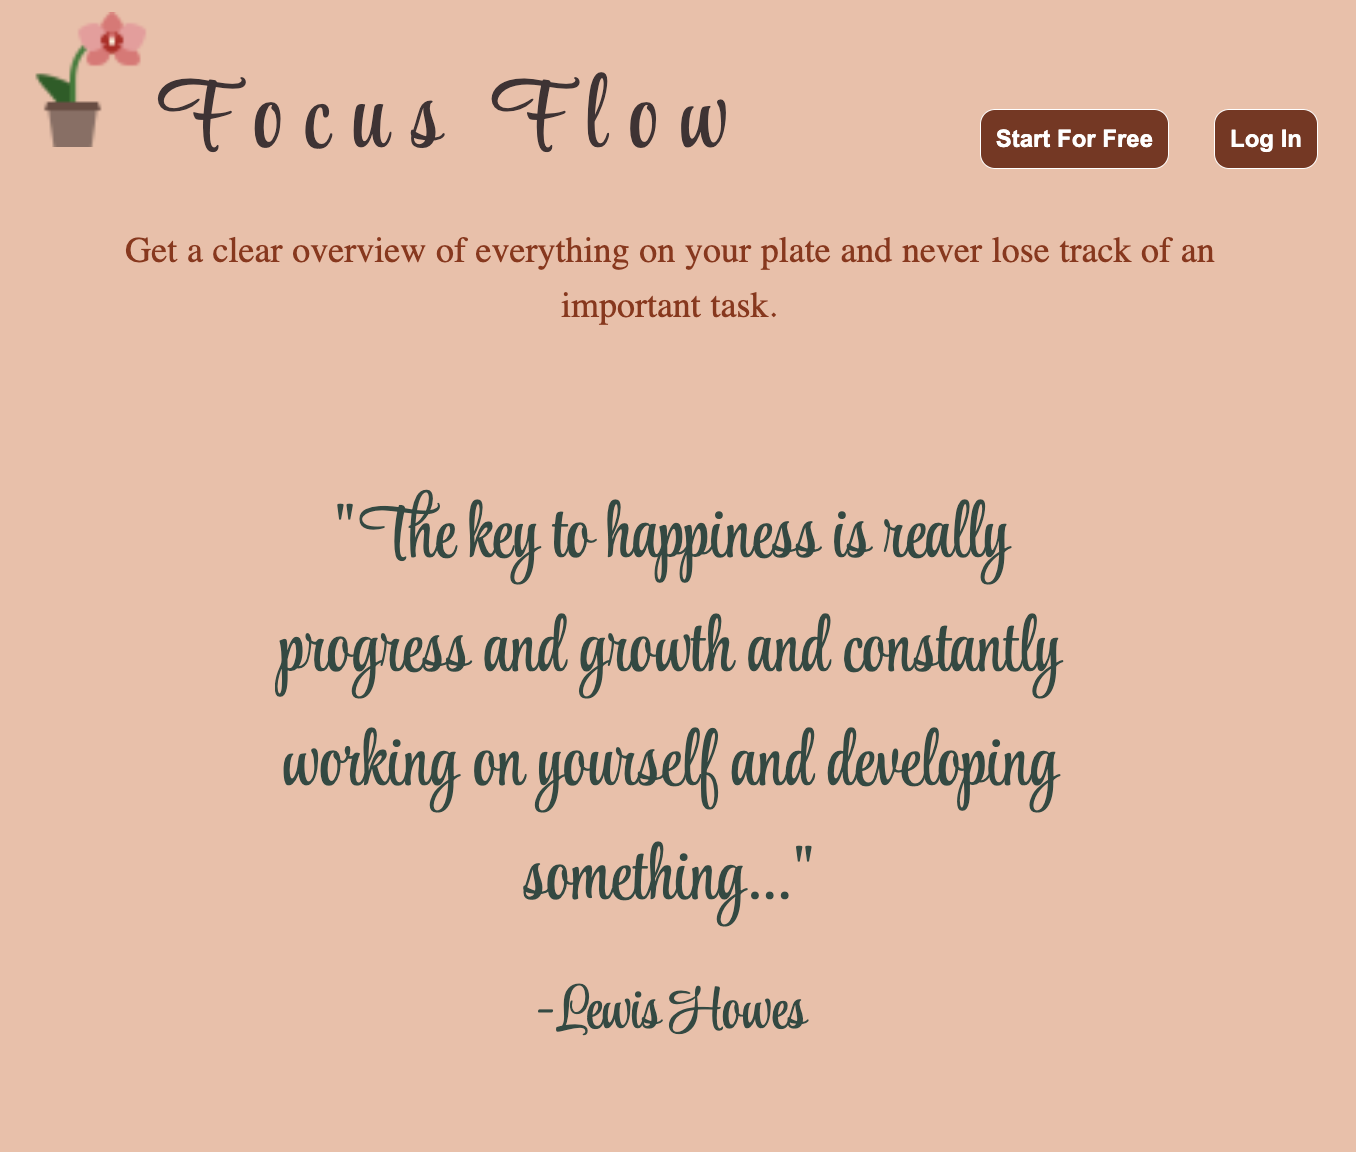 Focus Flow
Start For Free
Log In
Get a clear overview of everything on your plate and never lose track of an
important task.
"The key to happiness is really
progress and growth and constantly
working on yourself and developing
something..."
-Lewis Howes